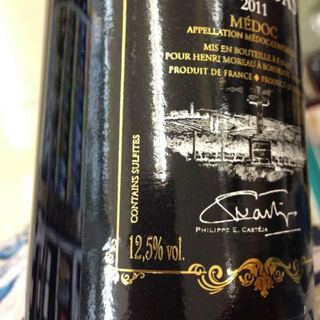 2011
MÉDOC
APPELLATION MÉDOC
MIS EN BOUTEILLE À
POUR HENRI MOREAU À BORDEAUX
PRODUIT DE FRANCE ✦
CONTAINS SULFITES
PHILIPPE E. CASTÉJA
12,5% vol.